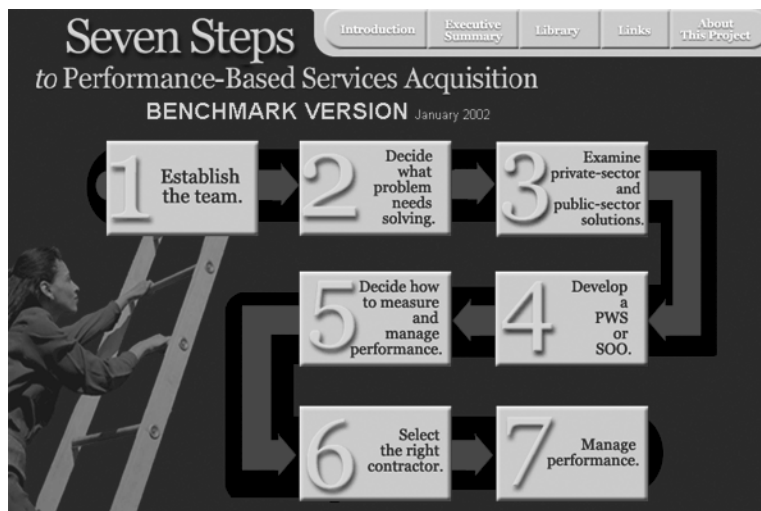 Seven Steps
to Performance-Based Services Acquisition
BENCHMARK VERSION January 2002
Introduction
Executive
Summary
Library
Links
About
This Project
1
Establish
the team.
2
Decide
what
problem
needs
solving.
3
Examine
private-sector
and
public-sector
solutions.
4
Develop
a
PWS
or
SOO.
5
Decide how
to measure
and
manage
performance.
6
Select
the right
contractor.
7
Manage
performance.